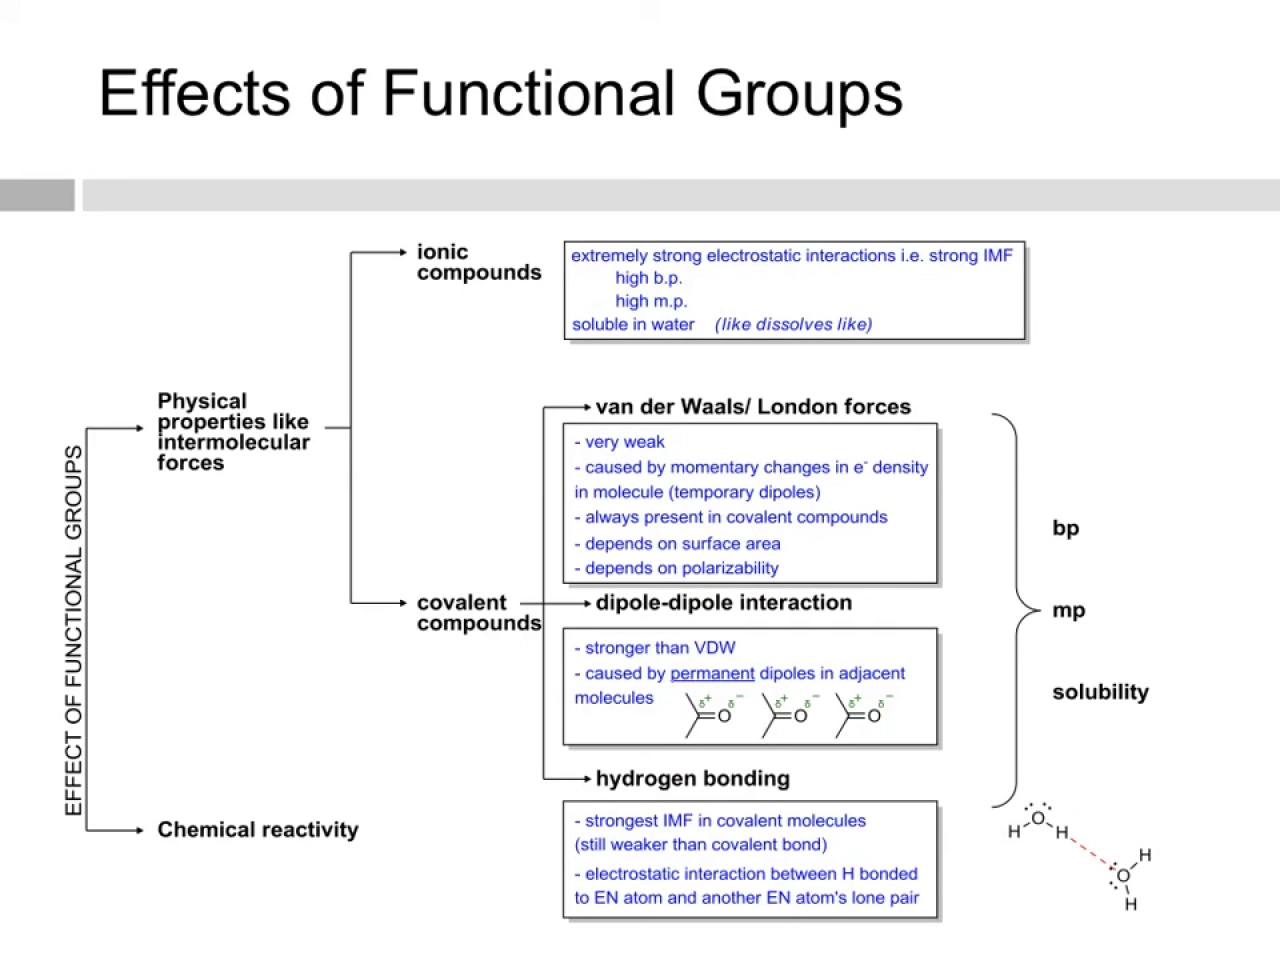 Effects of Functional Groups
EFFECT OF FUNCTIONAL GROUPS
Physical
properties like
intermolecular
forces
Chemical reactivity
ionic
compounds
extremely strong electrostatic interactions i.e. strong IMF
high b.p.
high m.p.
soluble in water (like dissolves like)
covalent
compounds
van der Waals/ London forces
- very weak
- caused by momentary changes in e⁻ density
in molecule (temporary dipoles)
- always present in covalent compounds
- depends on surface area
- depends on polarizability
dipole-dipole interaction
- stronger than VDW
- caused by permanent dipoles in adjacent
molecules
δ⁺ δ⁻ δ⁺ δ⁻ δ⁺ δ⁻
O O O
hydrogen bonding
- strongest IMF in covalent molecules
(still weaker than covalent bond)
- electrostatic interaction between H bonded
to EN atom and another EN atom's lone pair
bp
mp
solubility
O
H H
H
O
H